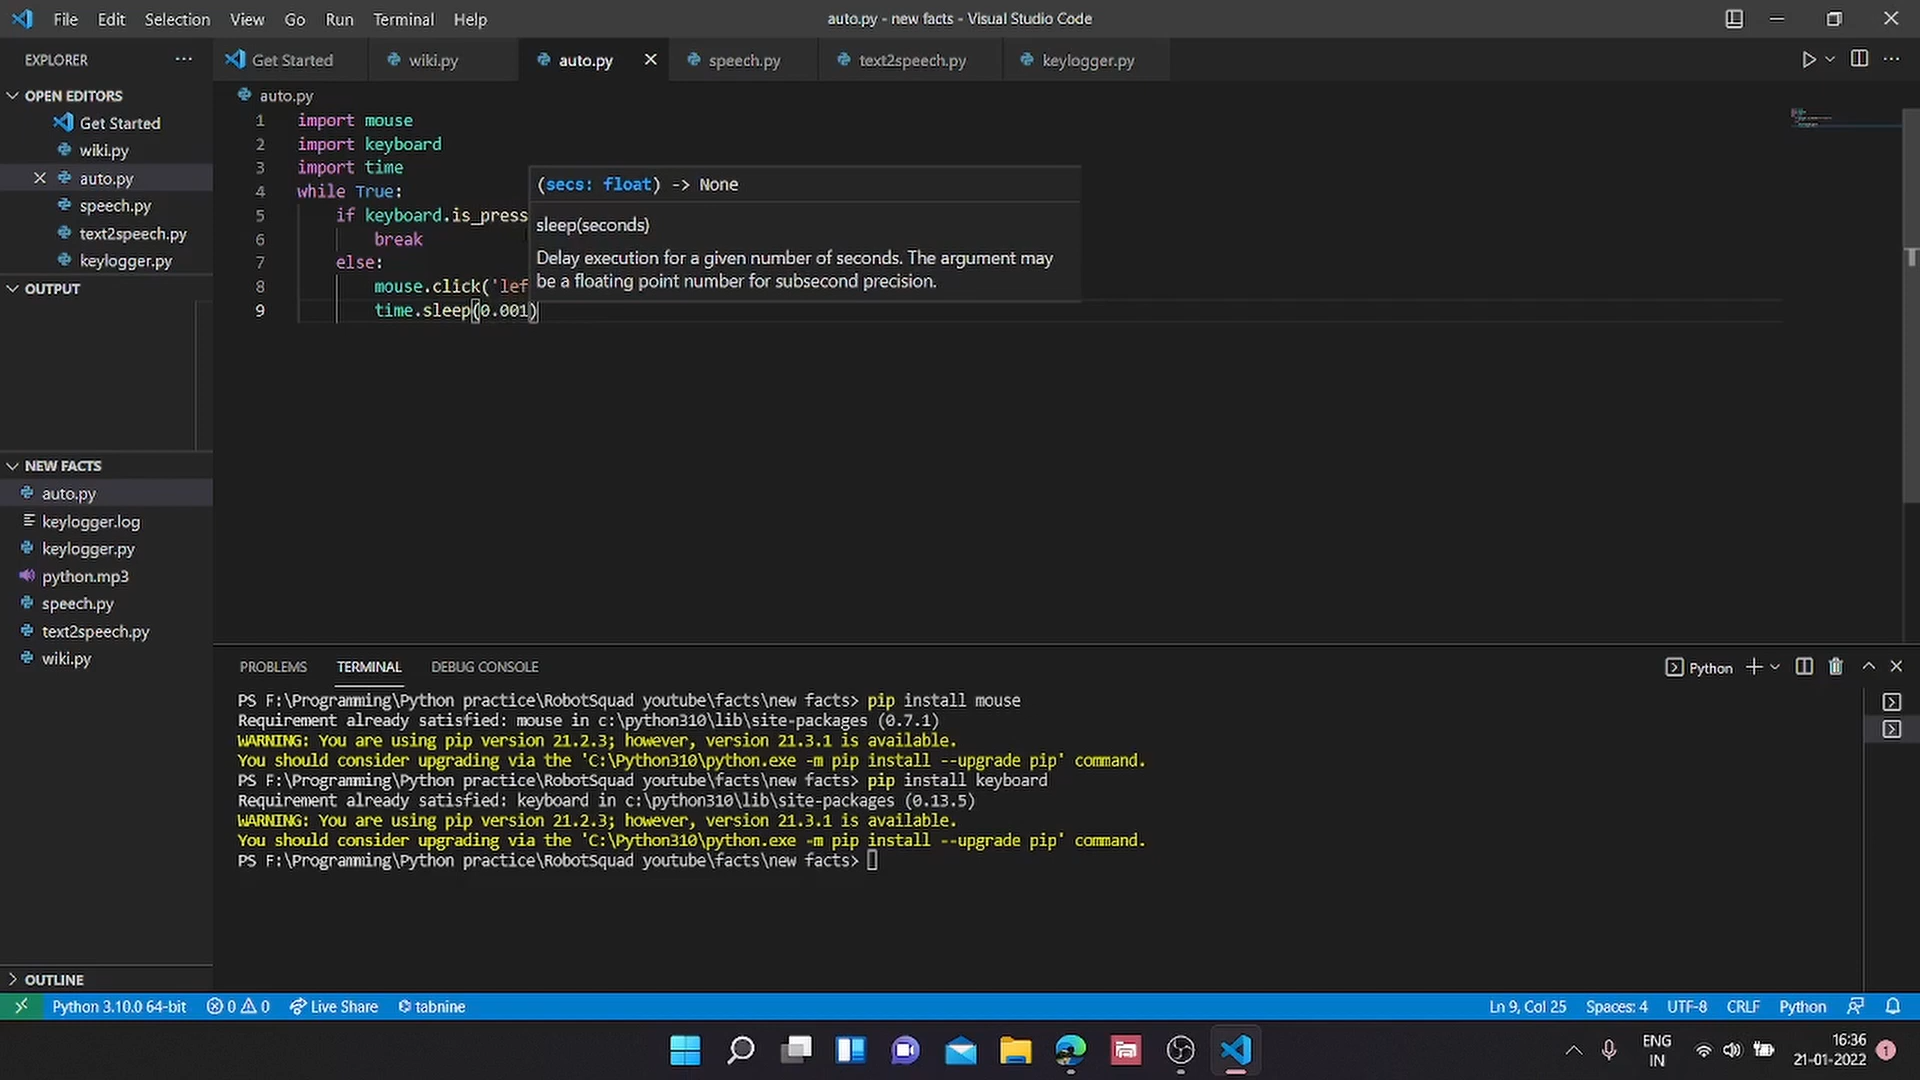 File Edit Selection View Go Run Terminal Help
auto.py - new facts - Visual Studio Code
EXPLORER
Get Started
wiki.py
auto.py
speech.py
text2speech.py
keylogger.py
OPEN EDITORS
Get Started
wiki.py
auto.py
speech.py
text2speech.py
keylogger.py
OUTPUT
NEW FACTS
auto.py
keylogger.log
keylogger.py
python.mp3
speech.py
text2speech.py
wiki.py
OUTLINE
auto.py
1 import mouse
2 import keyboard
3 import time
4 while True:
5 if keyboard.is_press
6 break
7 else:
8 mouse.click('lef
9 time.sleep(0.001)
(secs: float) -> None
sleep(seconds)
Delay execution for a given number of seconds. The argument may
be a floating point number for subsecond precision.
PROBLEMS TERMINAL DEBUG CONSOLE
Python
PS F:\Programming\Python practice\RobotSquad youtube\facts\new facts> pip install mouse
Requirement already satisfied: mouse in c:\python310\lib\site-packages (0.7.1)
WARNING: You are using pip version 21.2.3; however, version 21.3.1 is available.
You should consider upgrading via the 'C:\Python310\python.exe -m pip install --upgrade pip' command.
PS F:\Programming\Python practice\RobotSquad youtube\facts\new facts> pip install keyboard
Requirement already satisfied: keyboard in c:\python310\lib\site-packages (0.13.5)
WARNING: You are using pip version 21.2.3; however, version 21.3.1 is available.
You should consider upgrading via the 'C:\Python310\python.exe -m pip install --upgrade pip' command.
PS F:\Programming\Python practice\RobotSquad youtube\facts\new facts>
Python 3.10.0 64-bit 0 0 Live Share tabnine
Ln 9, Col 25 Spaces: 4 UTF-8 CRLF Python
ENG
IN
16:36
21-01-2022
1